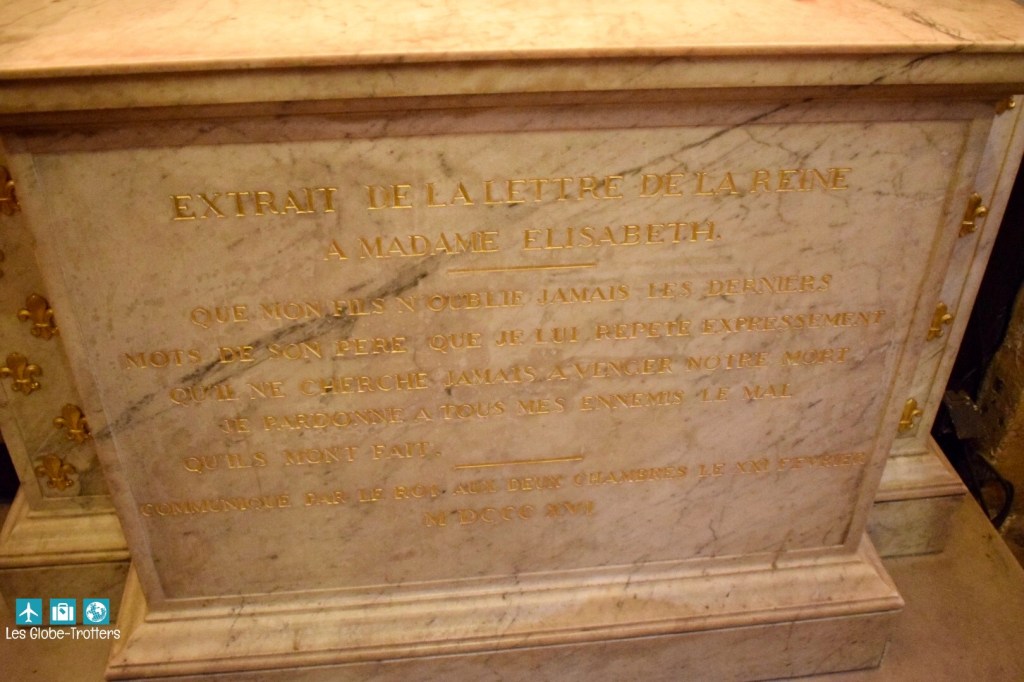 EXTRAIT DE LA LETTRE DE LA REINE
A MADAME ELISABETH.
QUE MON FILS N'OUBLIE JAMAIS LES DERNIERS
MOTS DE SON PERE QUE JE LUI REPETE EXPRESSEMENT
QU'IL NE CHERCHE JAMAIS A VENGER NOTRE MORT
JE PARDONNE A TOUS MES ENNEMIS LE MAL
QU'ILS M'ONT FAIT.
COMMUNIQUÉ PAR LE ROI AUX DEUX CHAMBRES LE XXI FEVRIER
MDCCCXVI
Les Globe-Trotters